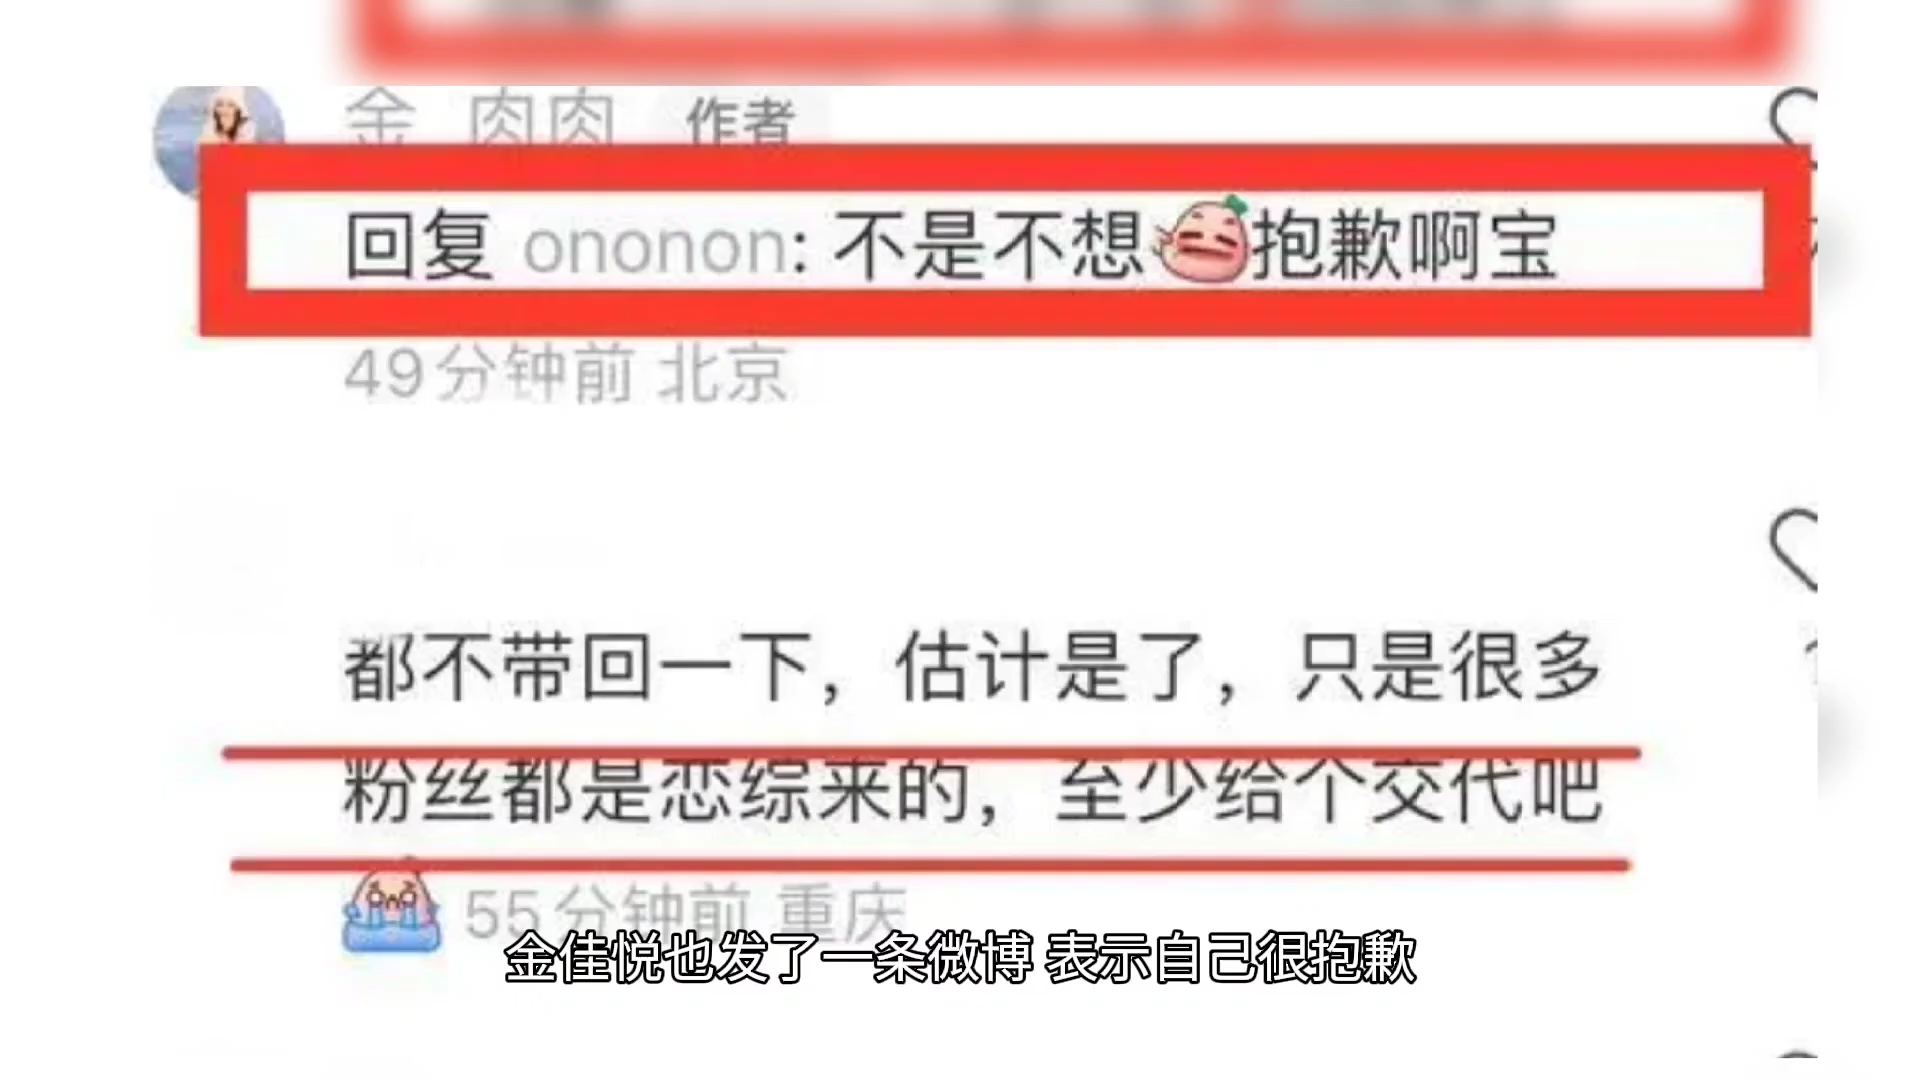 金 肉肉 作者
回复 ononon: 不是不想抱歉啊宝
49分钟前 北京
都不带回一下，估计是了，只是很多
粉丝都是恋综来的，至少给个交代吧
55分钟前 重庆
金佳悦也发了一条微博 表示自己很抱歉